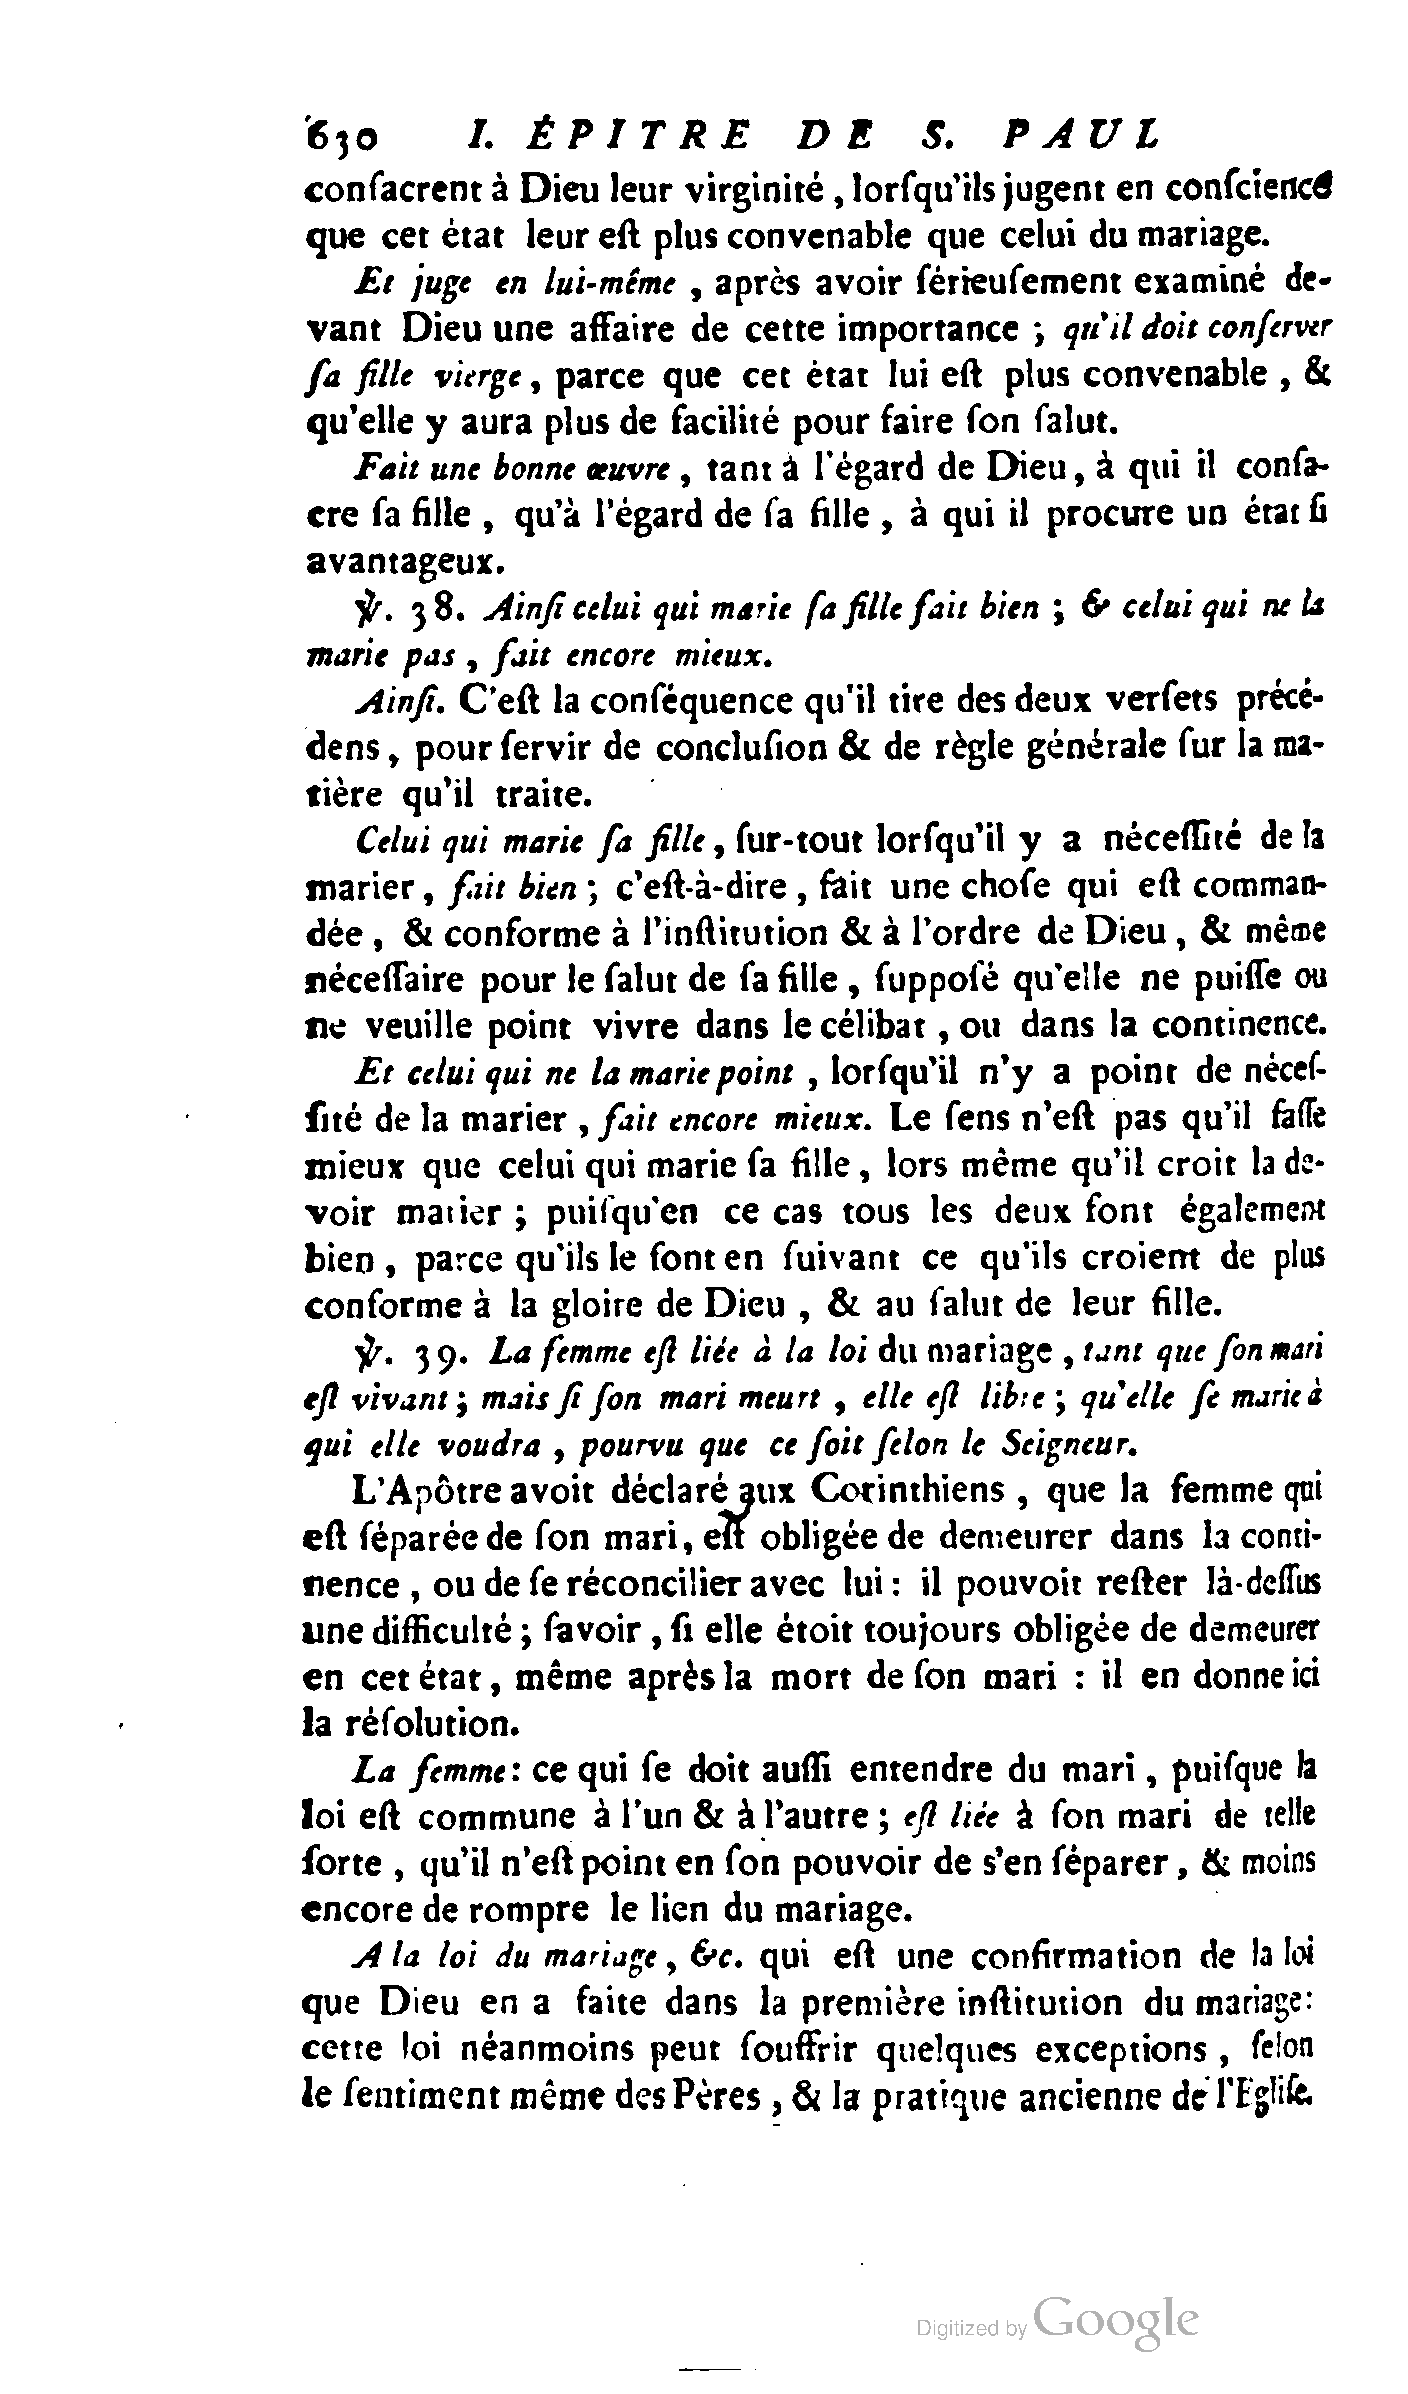 630 I. ÉPITRE DE S. PAUL
conſacrent à Dieu leur virginité, lorſqu'ils jugent en conſcience
que cet état leur eſt plus convenable que celui du mariage.
Et juge en lui-même, après avoir ſérieuſement examiné de-
vant Dieu une affaire de cette importance ; qu'il doit conſerver
ſa fille vierge, parce que cet état lui eſt plus convenable, &
qu'elle y aura plus de facilité pour faire ſon ſalut.
Fait une bonne œuvre, tant à l'égard de Dieu, à qui il conſa-
cre ſa fille, qu'à l'égard de ſa fille, à qui il procure un état ſi
avantageux.
℣. 38. Ainſi celui qui marie ſa fille fait bien ; & celui qui ne la
marie pas, fait encore mieux.
Ainſi. C'eſt la conſéquence qu'il tire des deux verſets précé-
dens, pour ſervir de concluſion & de règle générale ſur la ma-
tière qu'il traite.
Celui qui marie ſa fille, ſur-tout lorſqu'il y a néceſſité de la
marier, fait bien ; c'eſt-à-dire, fait une choſe qui eſt comman-
dée, & conforme à l'inſtitution & à l'ordre de Dieu, & même
néceſſaire pour le ſalut de ſa fille, ſuppoſé qu'elle ne puiſſe ou
ne veuille point vivre dans le célibat, ou dans la continence.
Et celui qui ne la marie point, lorſqu'il n'y a point de néceſ-
ſité de la marier, fait encore mieux. Le ſens n'eſt pas qu'il faſſe
mieux que celui qui marie ſa fille, lors même qu'il croit la de-
voir marier ; puiſqu'en ce cas tous les deux font également
bien, parce qu'ils le font en ſuivant ce qu'ils croient de plus
conforme à la gloire de Dieu, & au ſalut de leur fille.
℣. 39. La femme eſt liée à la loi du mariage, tant que ſon mari
eſt vivant ; mais ſi ſon mari meurt, elle eſt libre ; qu'elle ſe marie à
qui elle voudra, pourvu que ce ſoit ſelon le Seigneur.
L'Apôtre avoit déclaré aux Corinthiens, que la femme qui
eſt ſéparée de ſon mari, eſt obligée de demeurer dans la conti-
nence, ou de ſe réconcilier avec lui : il pouvoit reſter là-deſſus
une difficulté ; ſavoir, ſi elle étoit toujours obligée de demeurer
en cet état, même après la mort de ſon mari : il en donne ici
la réſolution.
La femme : ce qui ſe doit auſſi entendre du mari, puiſque la
loi eſt commune à l'un & à l'autre ; eſt liée à ſon mari de telle
ſorte, qu'il n'eſt point en ſon pouvoir de s'en ſéparer, & moins
encore de rompre le lien du mariage.
A la loi du mariage, &c. qui eſt une confirmation de la loi
que Dieu en a faite dans la première inſtitution du mariage :
cette loi néanmoins peut ſouffrir quelques exceptions, ſelon
le ſentiment même des Pères, & la pratique ancienne de l'Egliſe.
Digitized by Google